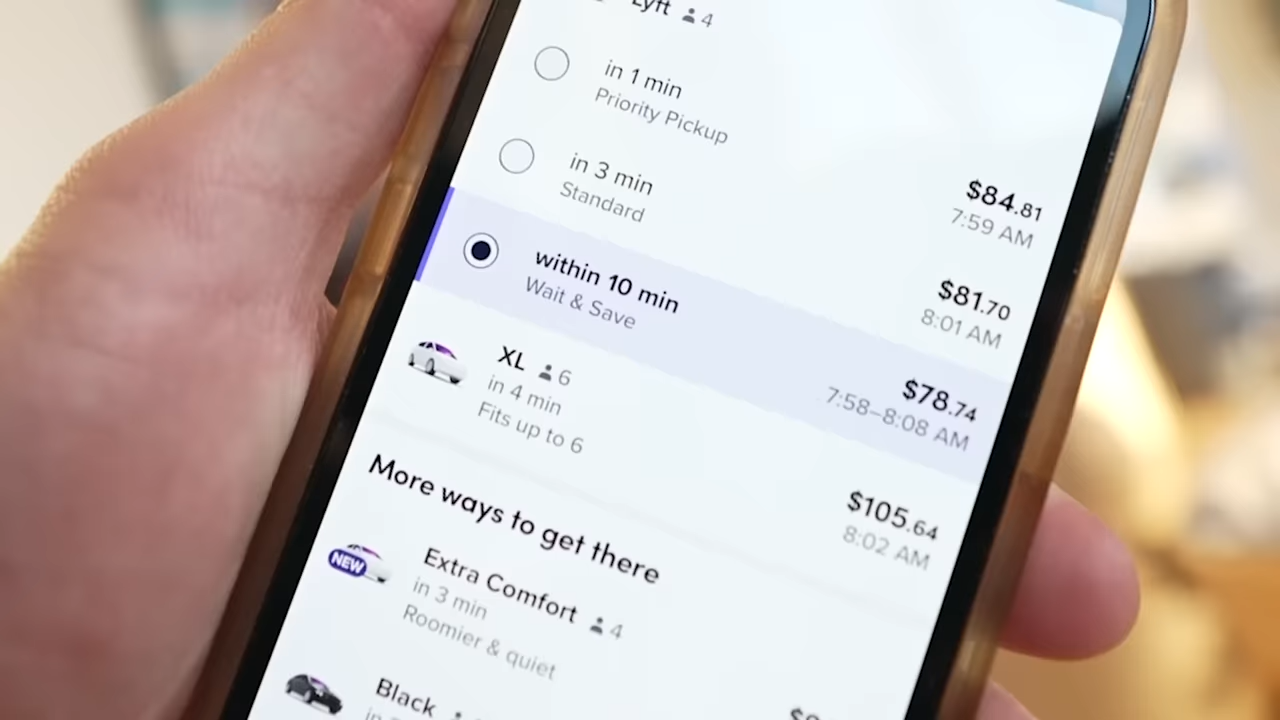 Lyft 4
in 1 min
Priority Pickup
$84.81
7:59 AM
in 3 min
Standard
$81.70
8:01 AM
within 10 min
Wait & Save
$78.74
7:58–8:08 AM
XL 6
in 4 min
Fits up to 6
$105.64
8:02 AM
More ways to get there
NEW
Extra Comfort 4
in 3 min
Roomier & quiet
Black